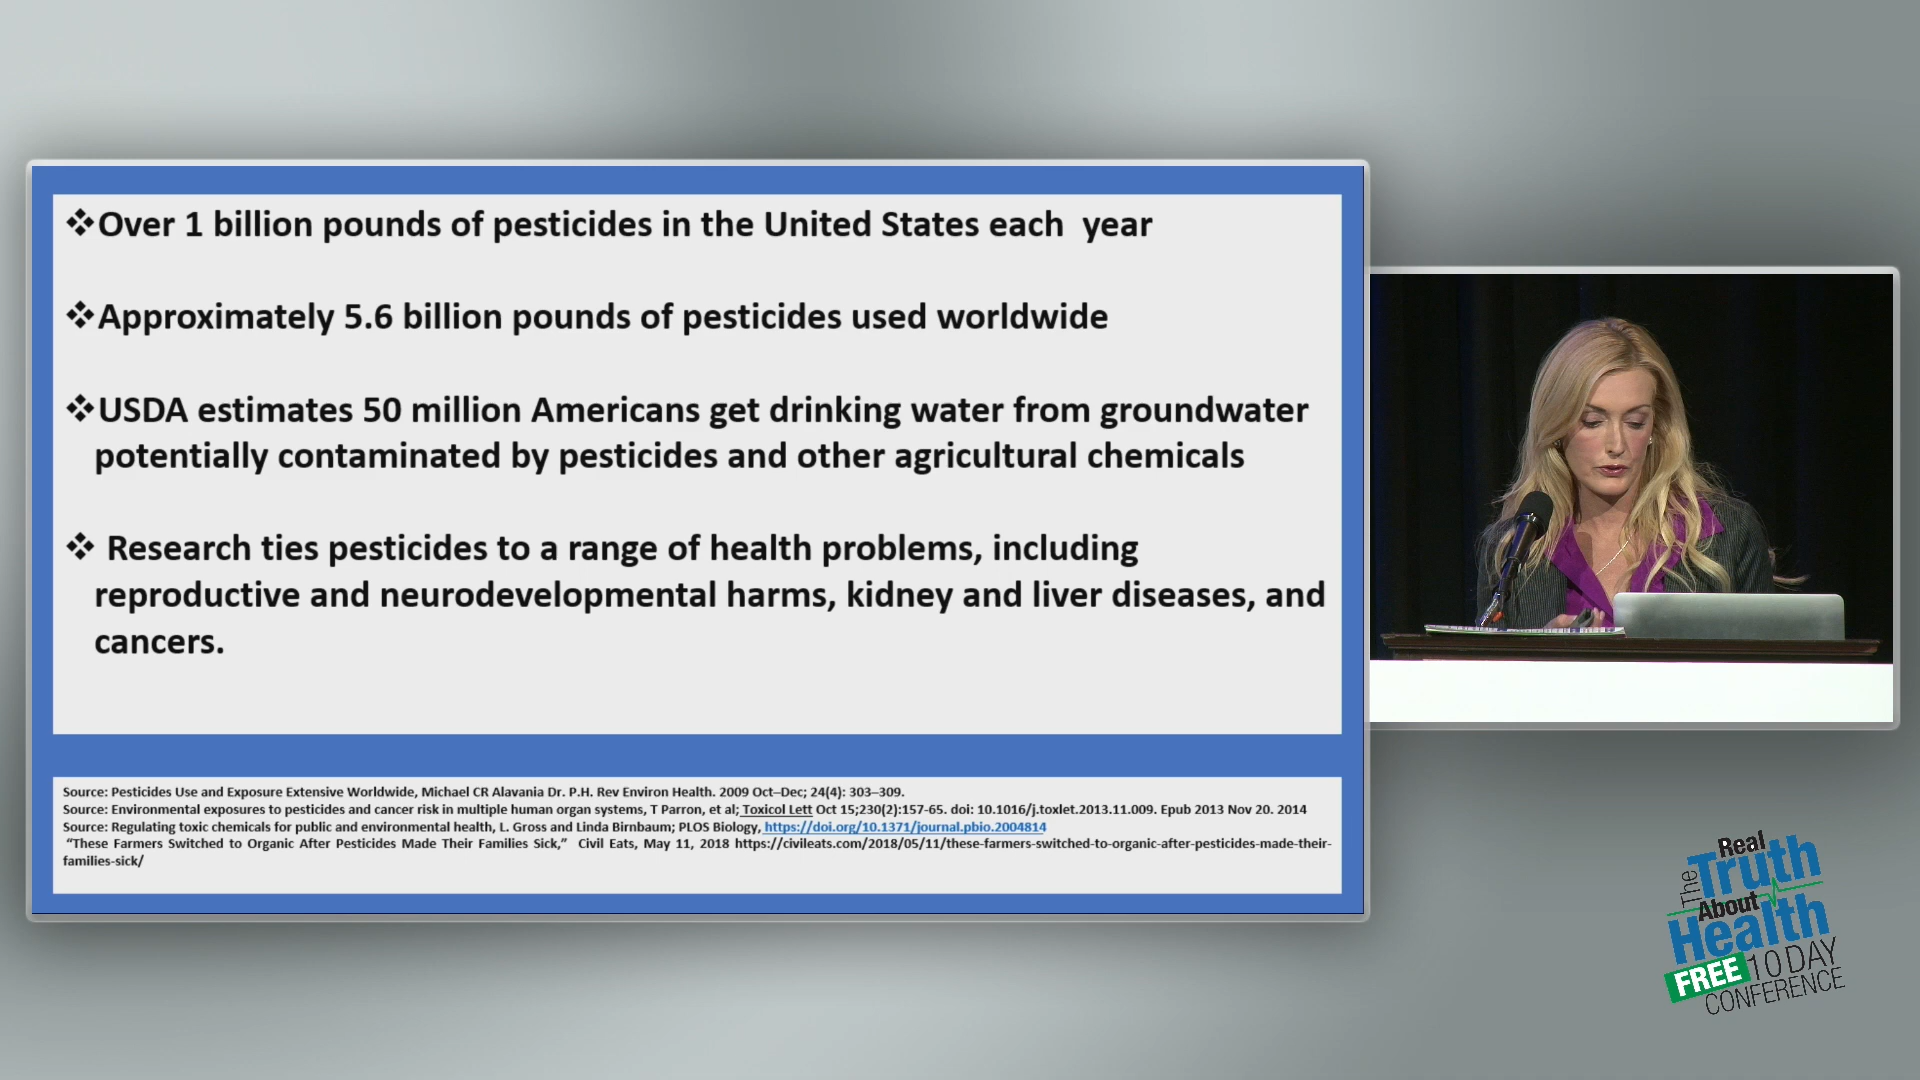 ❖Over 1 billion pounds of pesticides in the United States each  year
❖Approximately 5.6 billion pounds of pesticides used worldwide
❖USDA estimates 50 million Americans get drinking water from groundwater
potentially contaminated by pesticides and other agricultural chemicals
❖ Research ties pesticides to a range of health problems, including
reproductive and neurodevelopmental harms, kidney and liver diseases, and
cancers.
Source: Pesticides Use and Exposure Extensive Worldwide, Michael CR Alavania Dr. P.H. Rev Environ Health. 2009 Oct–Dec; 24(4): 303–309.
Source: Environmental exposures to pesticides and cancer risk in multiple human organ systems, T Parron, et al; Toxicol Lett Oct 15;230(2):157-65. doi: 10.1016/j.toxlet.2013.11.009. Epub 2013 Nov 20. 2014
Source: Regulating toxic chemicals for public and environmental health, L. Gross and Linda Birnbaum; PLOS Biology, https://doi.org/10.1371/journal.pbio.2004814
“These Farmers Switched to Organic After Pesticides Made Their Families Sick,”  Civil Eats, May 11, 2018 https://civileats.com/2018/05/11/these-farmers-switched-to-organic-after-pesticides-made-their-
families-sick/
The Real
Truth
About
Health
FREE 10 DAY
CONFERENCE